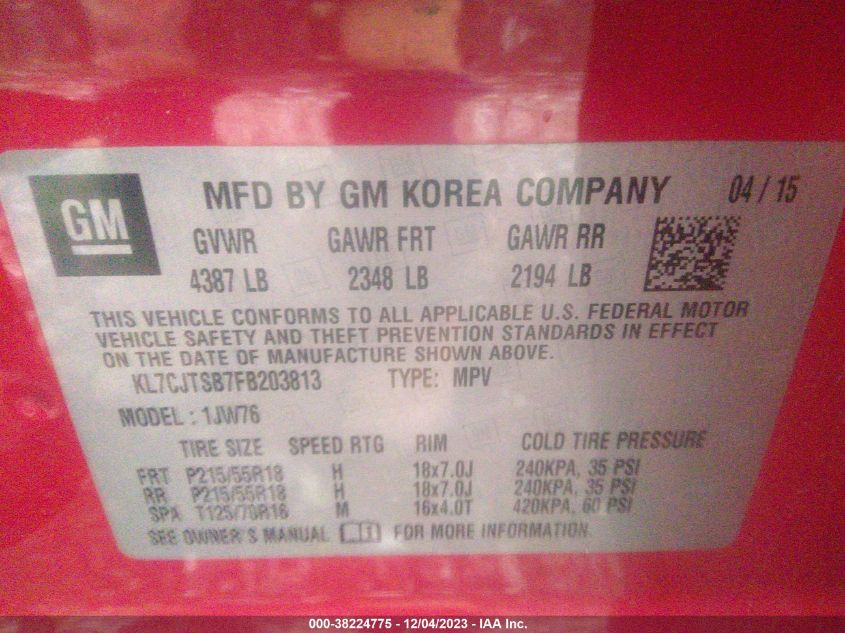 GM
MFD BY GM KOREA COMPANY 04 / 15
GVWR GAWR FRT GAWR RR
4387 LB 2348 LB 2194 LB
THIS VEHICLE CONFORMS TO ALL APPLICABLE U.S. FEDERAL MOTOR
VEHICLE SAFETY AND THEFT PREVENTION STANDARDS IN EFFECT
ON THE DATE OF MANUFACTURE SHOWN ABOVE.
KL7CJTSB7FB203813 TYPE: MPV
MODEL : 1JW76
TIRE SIZE SPEED RTG RIM COLD TIRE PRESSURE
FRT P215/55R18 H 18x7.0J 240KPA, 35 PSI
RR P215/55R18 H 18x7.0J 240KPA, 35 PSI
SPA T125/70R16 M 16x4.0T 420KPA, 60 PSI
SEE OWNER'S MANUAL FOR MORE INFORMATION
000-38224775 - 12/04/2023 - IAA Inc.